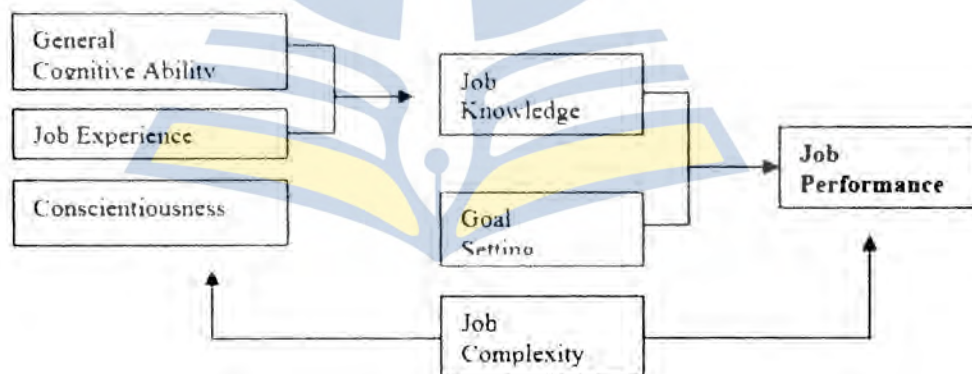 General
Cognitive Ability
Job Experience
Conscientiousness
Job
Knowledge
Goal
Setting
Job
Complexity
Job
Performance